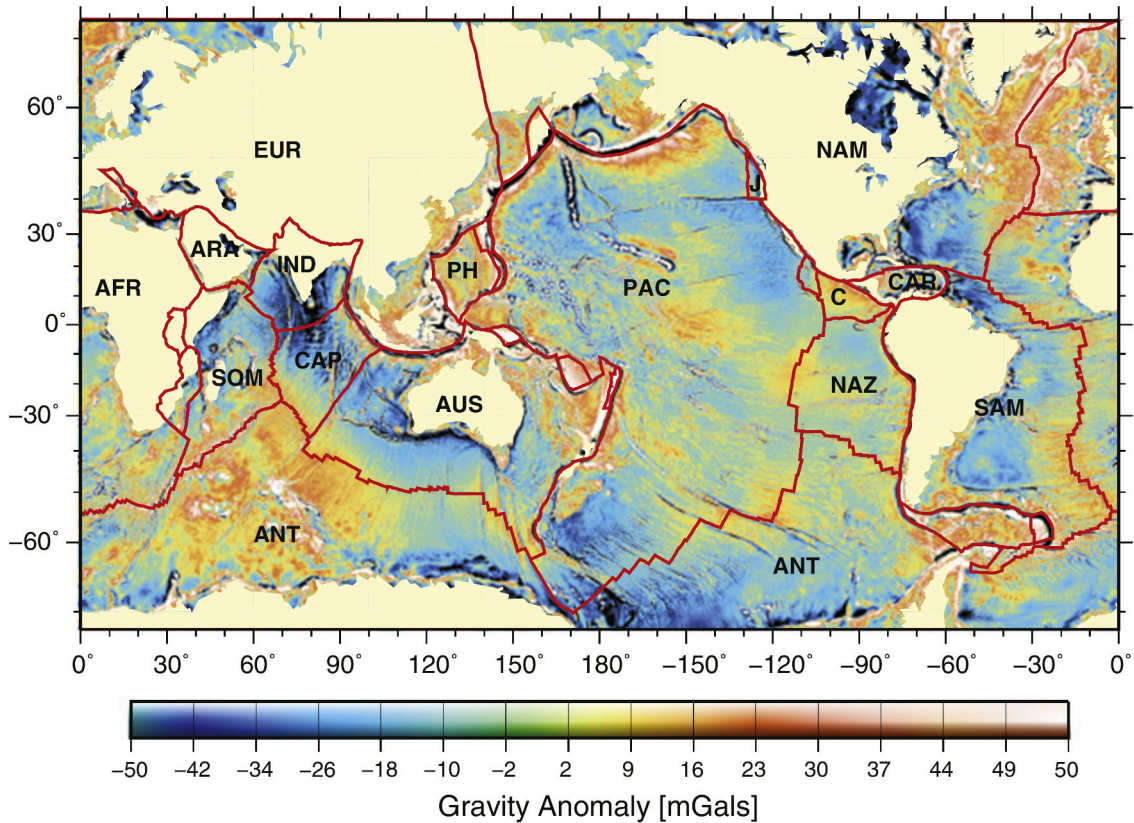 60°
30°
0°
−30°
−60°
EUR
NAM
J
ARA
IND
PH
AFR
PAC
C
CAR
CAP
SOM
NAZ
AUS
SAM
ANT
ANT
0° 30° 60° 90° 120° 150° 180° −150° −120° −90° −60° −30° 0°
−50 −42 −34 −26 −18 −10 −2 2 9 16 23 30 37 44 49 50
Gravity Anomaly [mGals]